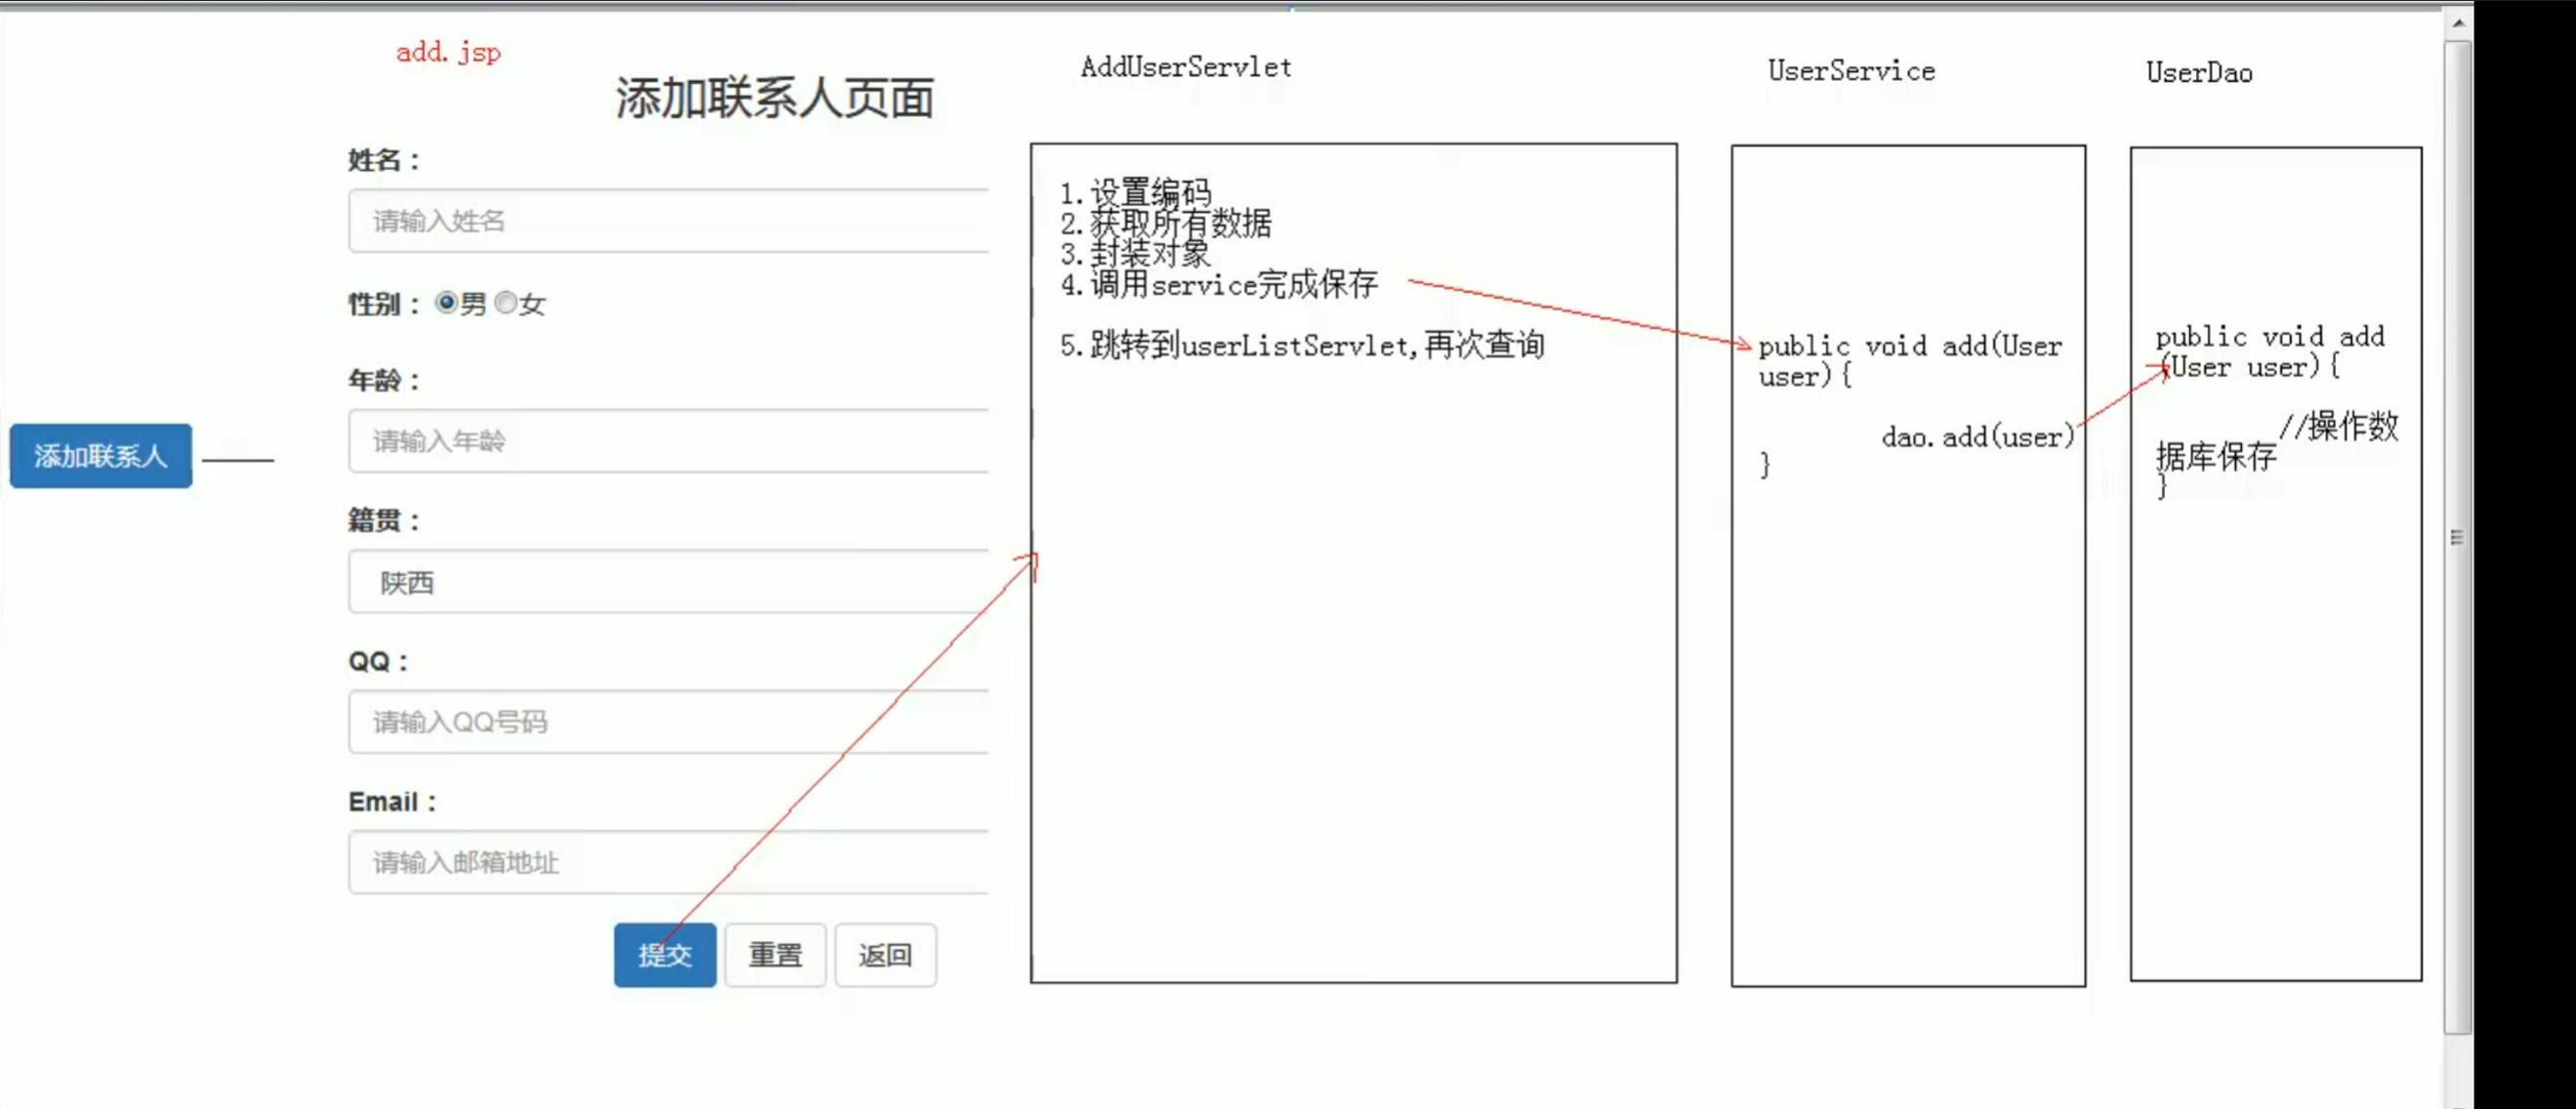 add.jsp
添加联系人页面
姓名：
请输入姓名
性别： 男 女
年龄：
请输入年龄
添加联系人
籍贯：
陕西
QQ：
请输入QQ号码
Email：
请输入邮箱地址
提交 重置 返回
AddUserServlet
1.设置编码
2.获取所有数据
3.封装对象
4.调用service完成保存
5.跳转到userListServlet,再次查询
UserService
public void add(User
user){
dao.add(user)
}
UserDao
public void add
(User user){
//操作数
据库保存
}